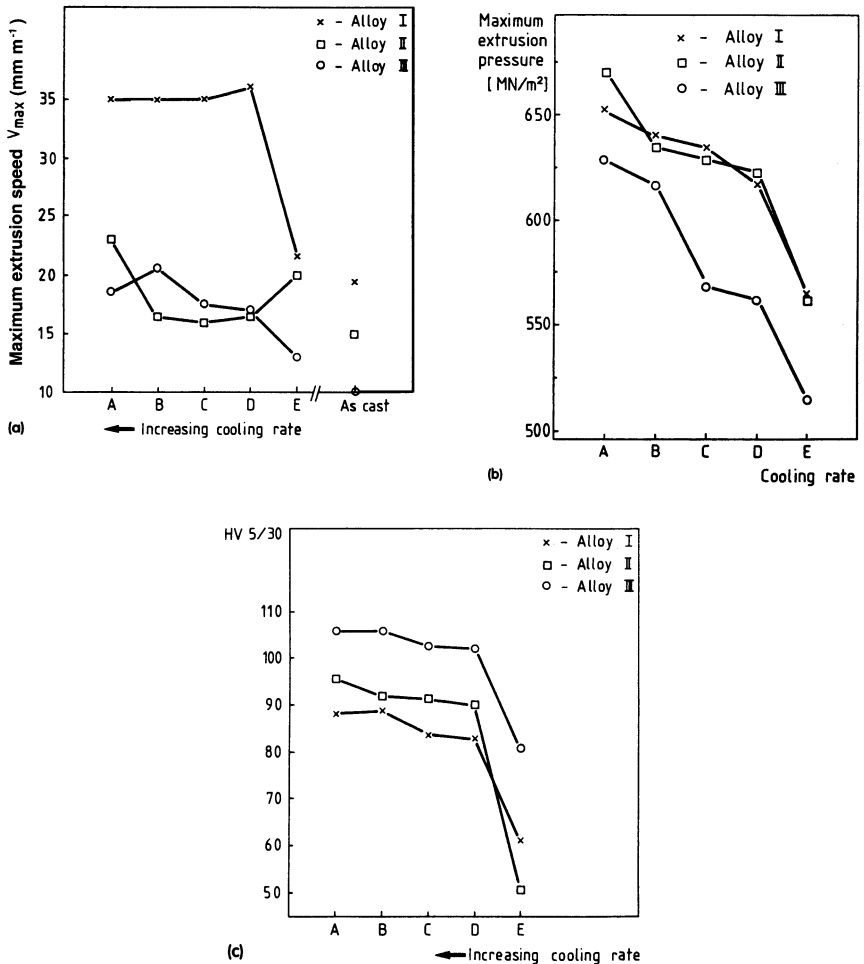 Maximum extrusion speed Vmax (mm m⁻¹)
× - Alloy I
□ - Alloy II
○ - Alloy III
35
30
25
20
15
10
A B C D E As cast
(a)
← Increasing cooling rate
Maximum
extrusion
pressure
[ MN/m²]
× - Alloy I
□ - Alloy II
○ - Alloy III
650
600
550
500
A B C D E
(b)
Cooling rate
HV 5/30
× - Alloy I
□ - Alloy II
○ - Alloy III
110
100
90
80
70
60
50
A B C D E
(c)
← Increasing cooling rate